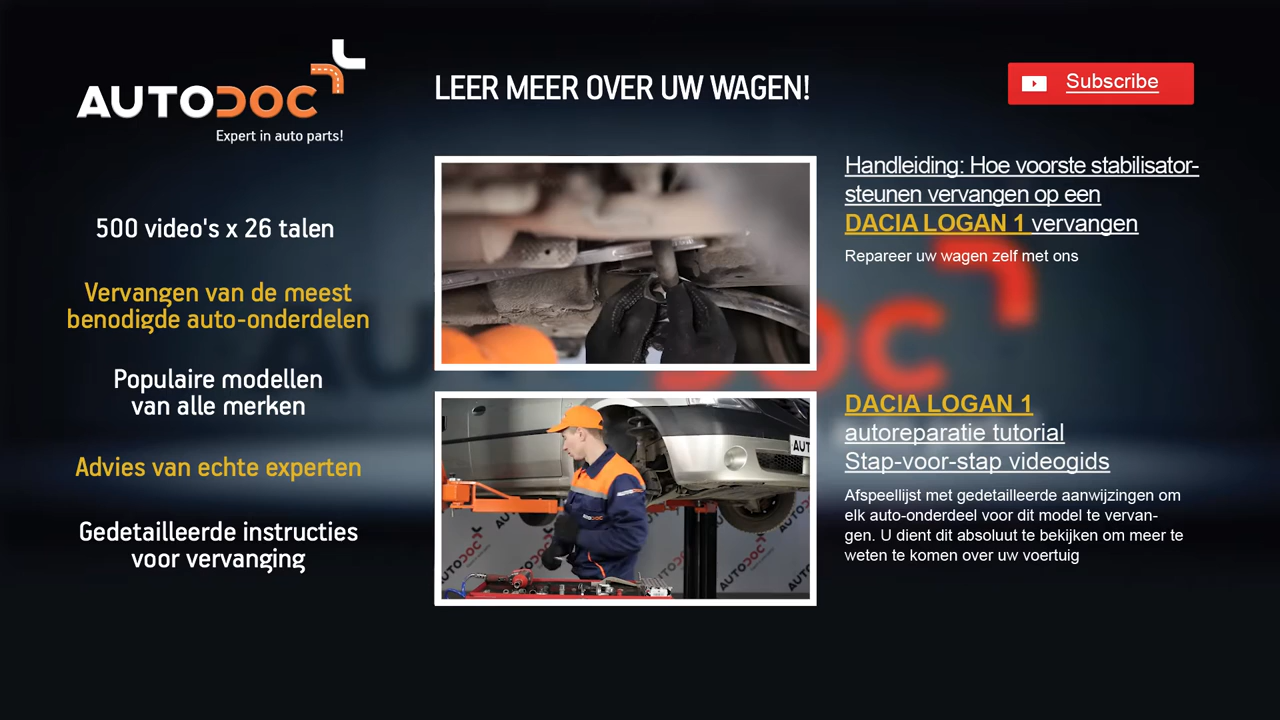 AUTODOC
Expert in auto parts!
LEER MEER OVER UW WAGEN!
Subscribe
500 video's x 26 talen
Vervangen van de meest
benodigde auto-onderdelen
Populaire modellen
van alle merken
Advies van echte experten
Gedetailleerde instructies
voor vervanging
Handleiding: Hoe voorste stabilisator-
steunen vervangen op een
DACIA LOGAN 1 vervangen
Repareer uw wagen zelf met ons
DACIA LOGAN 1
autoreparatie tutorial
Stap-voor-stap videogids
Afspeellijst met gedetailleerde aanwijzingen om
elk auto-onderdeel voor dit model te vervan-
gen. U dient dit absoluut te bekijken om meer te
weten te komen over uw voertuig